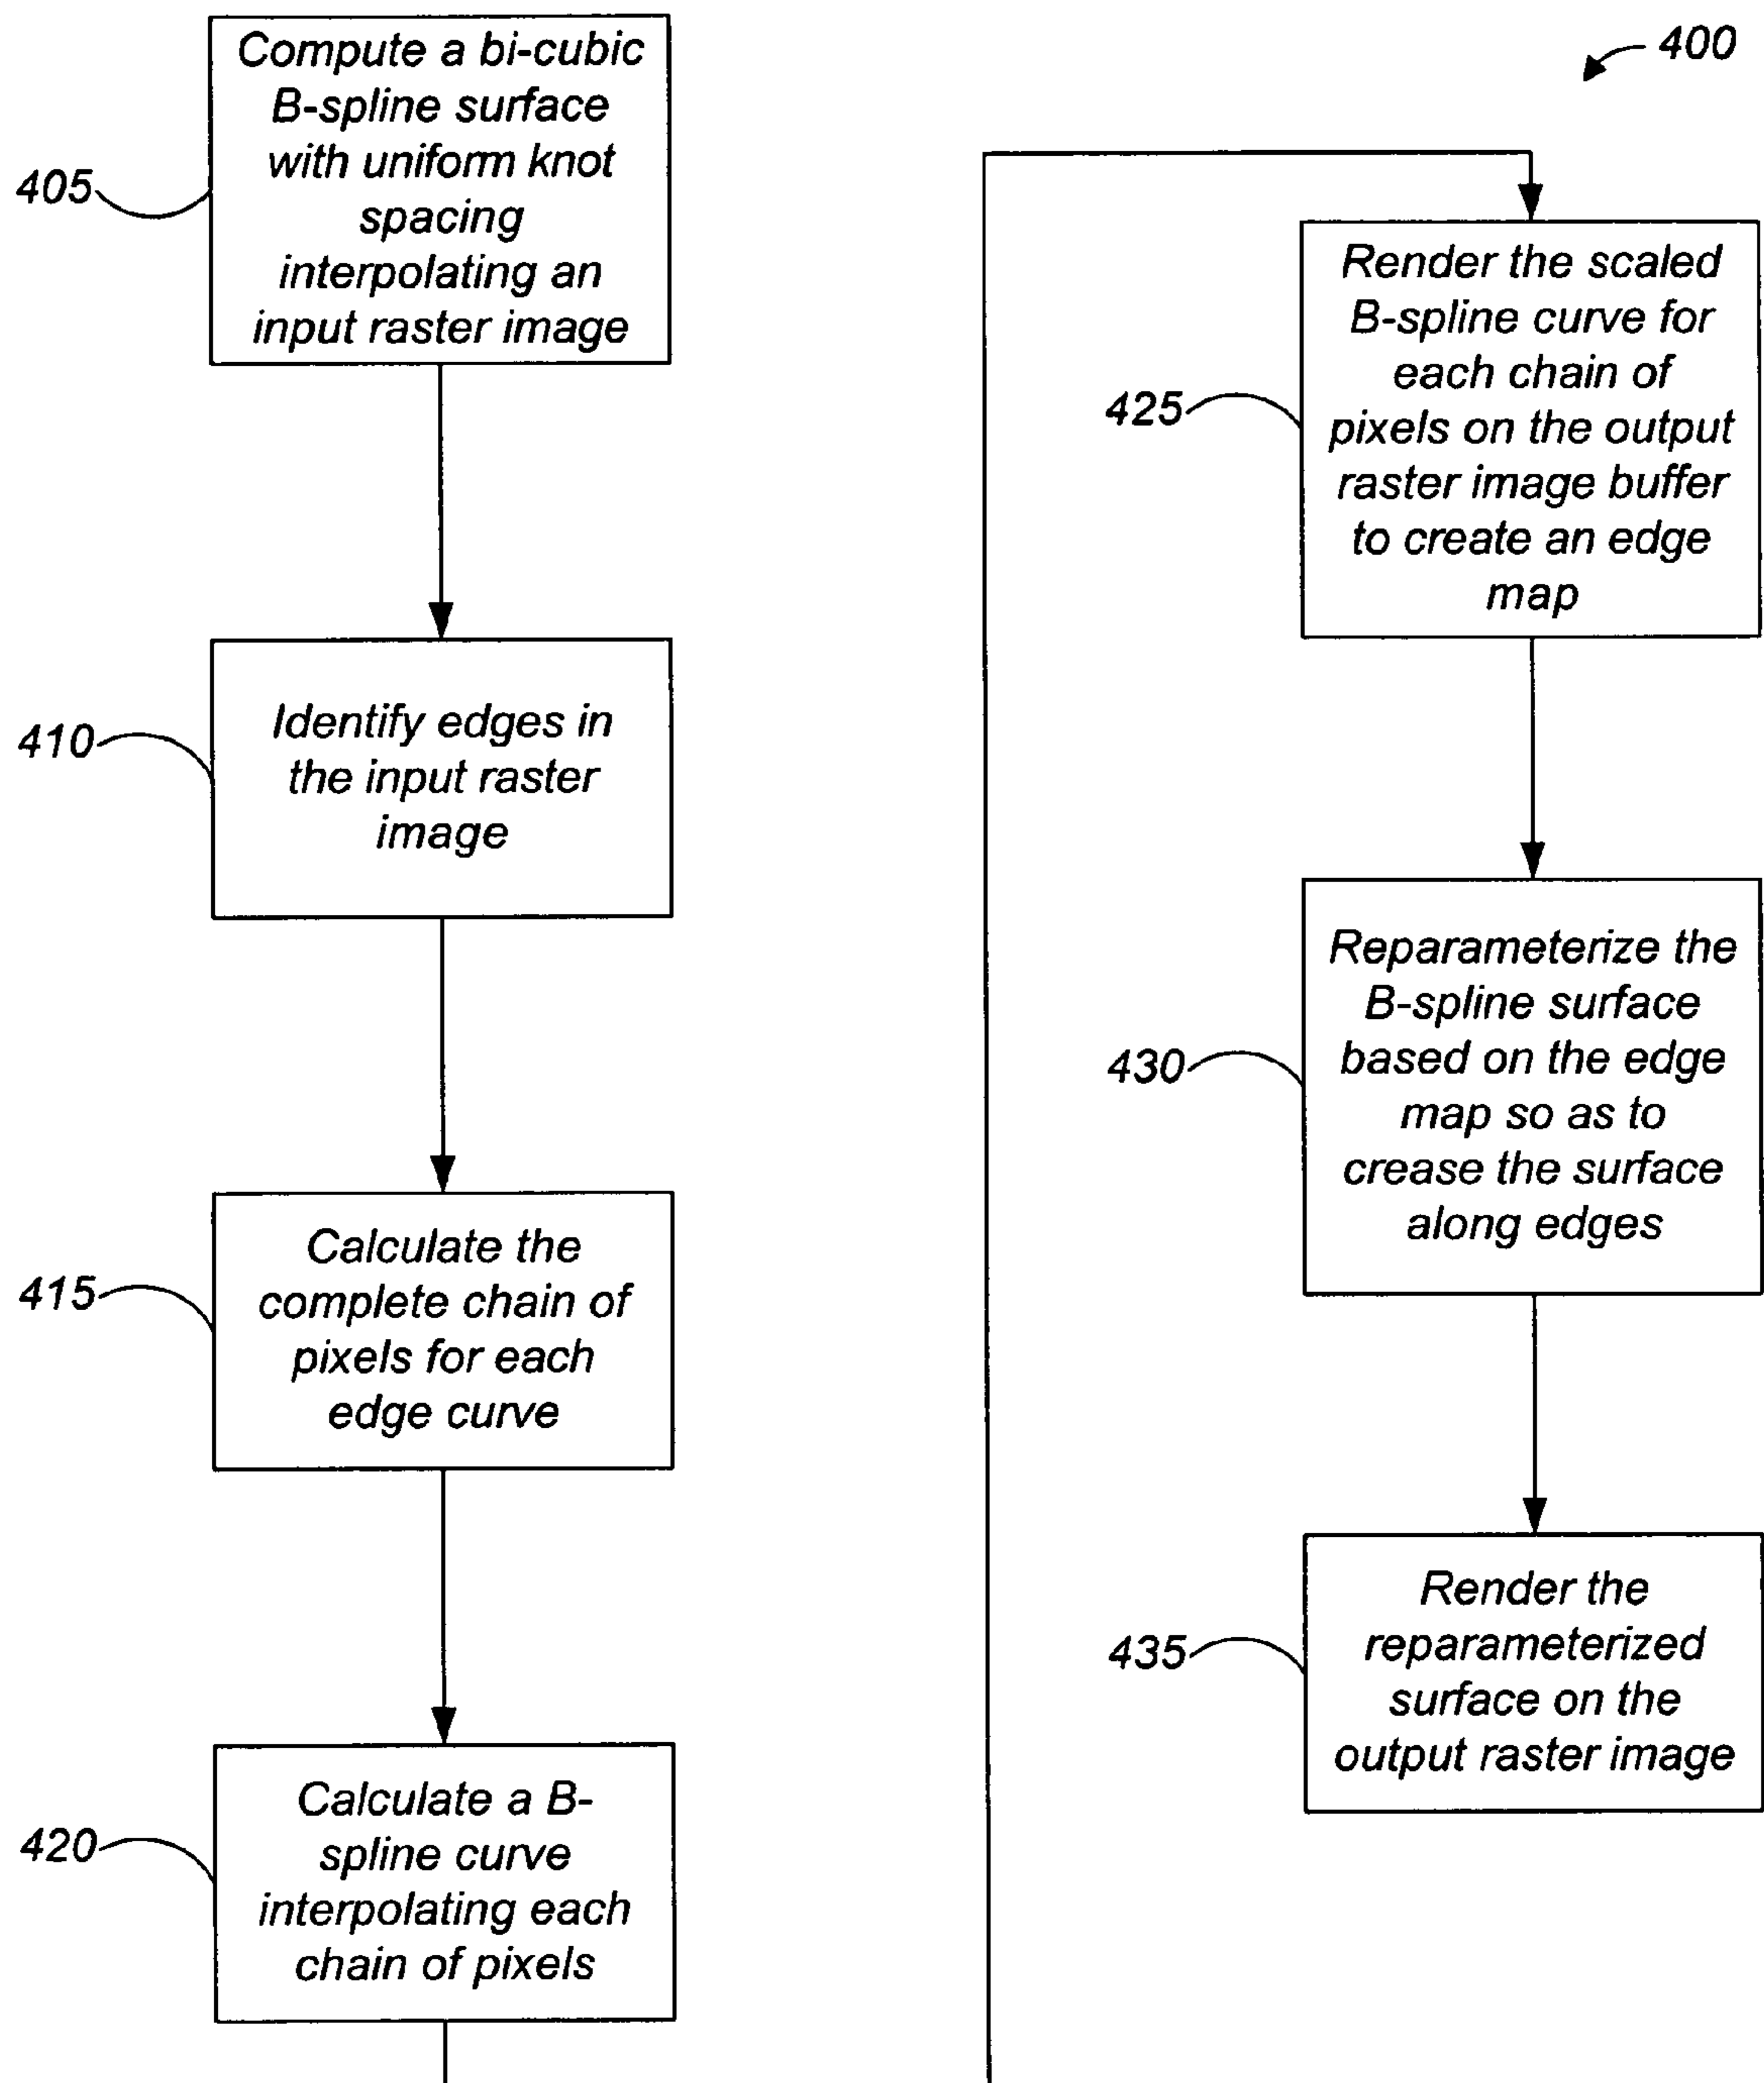 Compute a bi-cubic
B-spline surface
with uniform knot
spacing
interpolating an
input raster image
405
Identify edges in
the input raster
image
410
Calculate the
complete chain of
pixels for each
edge curve
415
Calculate a B-
spline curve
interpolating each
chain of pixels
420
400
Render the scaled
B-spline curve for
each chain of
pixels on the output
raster image buffer
to create an edge
map
425
Reparameterize the
B-spline surface
based on the edge
map so as to
crease the surface
along edges
430
Render the
reparameterized
surface on the
output raster image
435